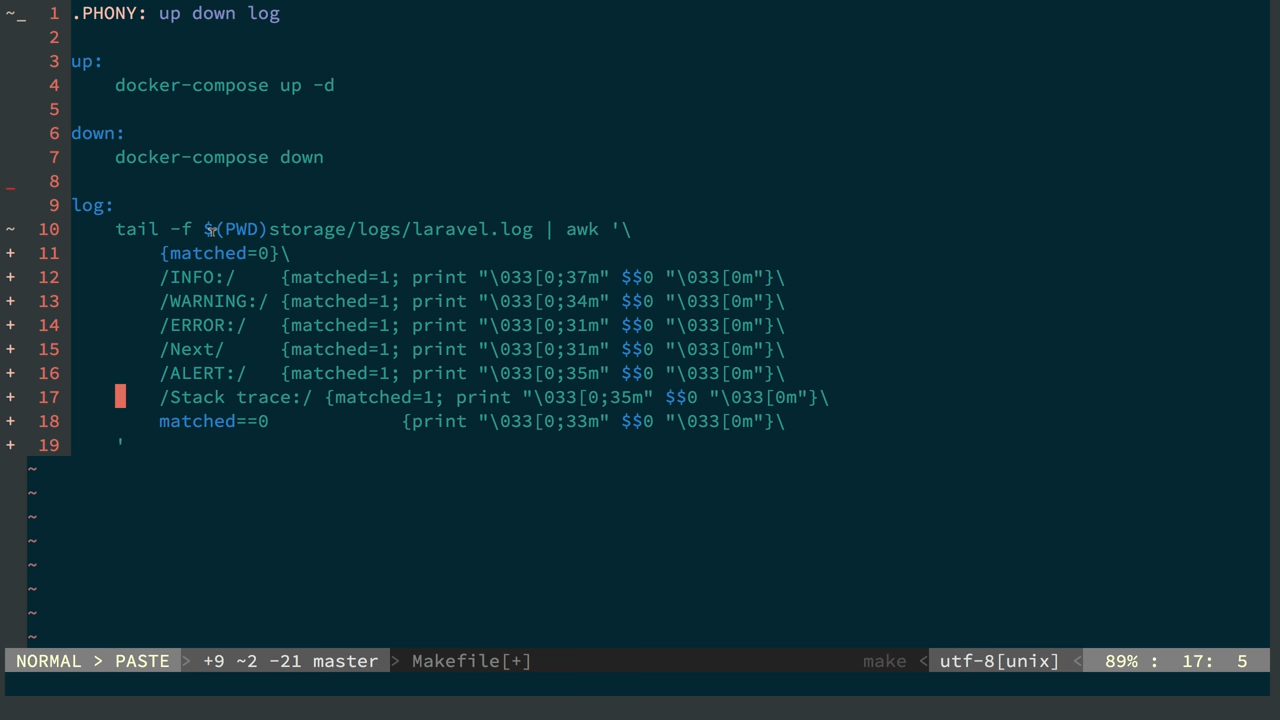 ~_ 1 .PHONY: up down log
2
3 up:
4 docker-compose up -d
5
6 down:
7 docker-compose down
_ 8
9 log:
~ 10 tail -f $(PWD)storage/logs/laravel.log | awk '\
+ 11 {matched=0}\
+ 12 /INFO:/ {matched=1; print "\033[0;37m" $$0 "\033[0m"}\
+ 13 /WARNING:/ {matched=1; print "\033[0;34m" $$0 "\033[0m"}\
+ 14 /ERROR:/ {matched=1; print "\033[0;31m" $$0 "\033[0m"}\
+ 15 /Next/ {matched=1; print "\033[0;31m" $$0 "\033[0m"}\
+ 16 /ALERT:/ {matched=1; print "\033[0;35m" $$0 "\033[0m"}\
+ 17 /Stack trace:/ {matched=1; print "\033[0;35m" $$0 "\033[0m"}\
+ 18 matched==0 {print "\033[0;33m" $$0 "\033[0m"}\
+ 19 '
~
~
~
~
~
~
~
~
NORMAL > PASTE > +9 ~2 -21 master > Makefile[+] make < utf-8[unix] < 89% : 17: 5